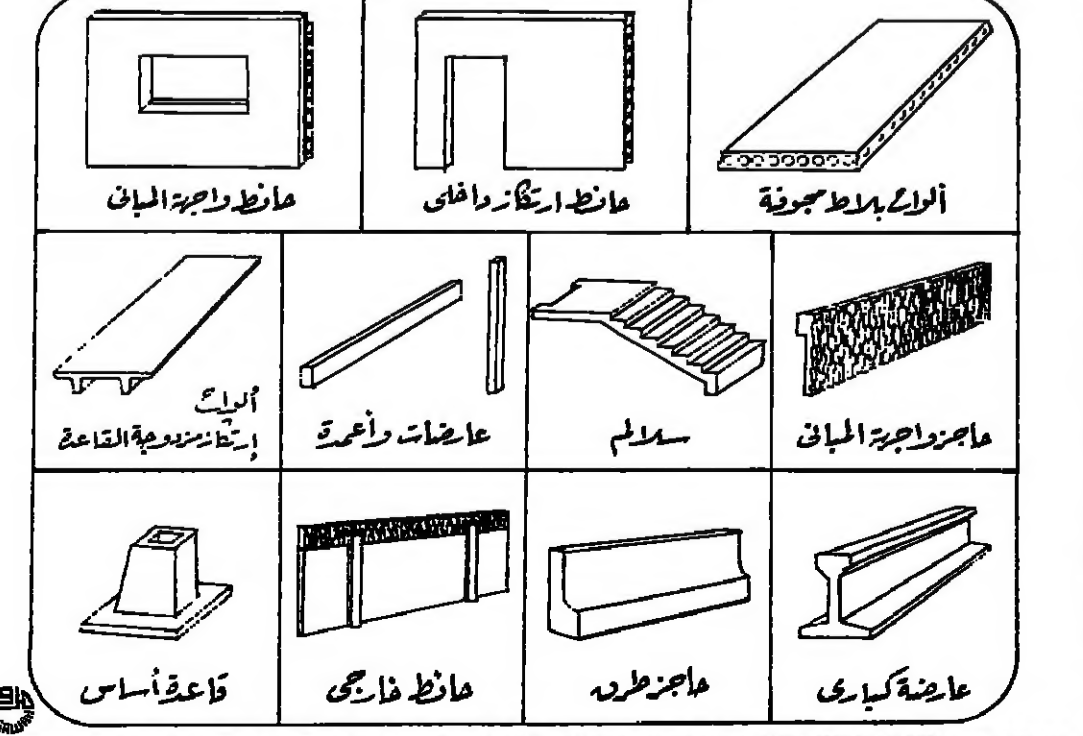 ألواح بلاط مجوفة
حائط ارتكاز داخلى
حائط واجهة المبانى
حاجز واجهة المبانى
سلالم
عارضات وأعمدة
ألواح
إرتكاز مزدوجة القاعدة
عارضة كبارى
حاجز طرق
حائط خارجى
قاعدة أساس